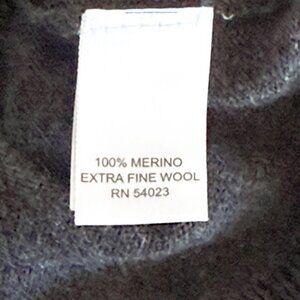 100% MERINO
EXTRA FINE WOOL
RN 54023